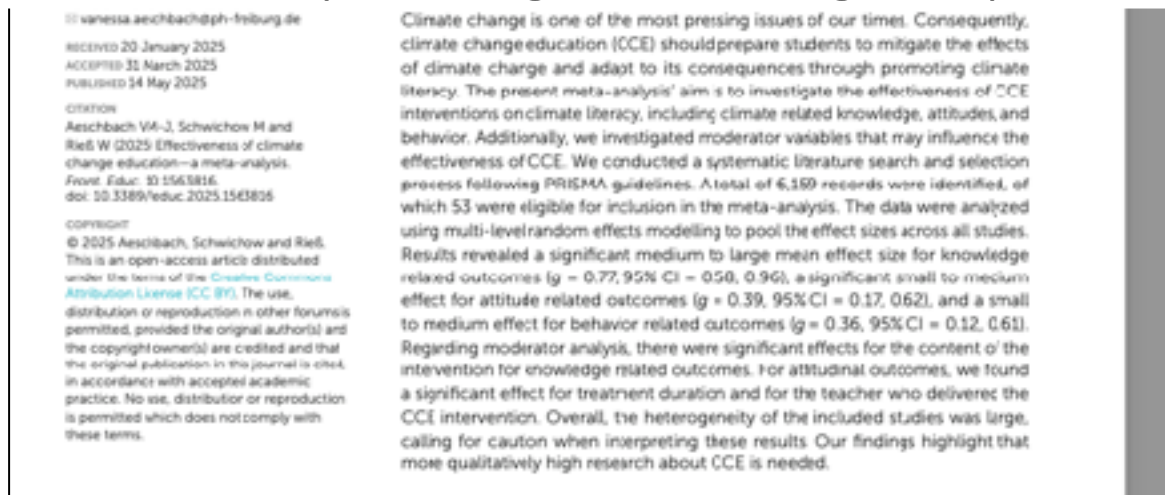 vanessa.aeschbach@ph-freiburg.de
RECEIVED 20 January 2025
ACCEPTED 31 March 2025
PUBLISHED 14 May 2025
CITATION
Aeschbach VM-J, Schwichow M and
Rieß W (2025) Effectiveness of climate
change education—a meta-analysis.
Front. Educ. 10:1563816.
doi: 10.3389/feduc.2025.1563816
COPYRIGHT
© 2025 Aeschbach, Schwichow and Rieß.
This is an open-access article distributed
under the terms of the Creative Commons
Attribution License (CC BY). The use,
distribution or reproduction in other forums is
permitted, provided the original author(s) and
the copyright owner(s) are credited and that
the original publication in this journal is cited,
in accordance with accepted academic
practice. No use, distribution or reproduction
is permitted which does not comply with
these terms.
Climate change is one of the most pressing issues of our times. Consequently,
climate change education (CCE) should prepare students to mitigate the effects
of climate change and adapt to its consequences through promoting climate
literacy. The present meta-analysis' aim is to investigate the effectiveness of CCE
interventions on climate literacy, including climate related knowledge, attitudes, and
behavior. Additionally, we investigated moderator variables that may influence the
effectiveness of CCE. We conducted a systematic literature search and selection
process following PRISMA guidelines. A total of 6,159 records were identified, of
which 53 were eligible for inclusion in the meta-analysis. The data were analyzed
using multi-level random effects modelling to pool the effect sizes across all studies.
Results revealed a significant medium to large mean effect size for knowledge
related outcomes (g = 0.77, 95% CI = 0.58, 0.96), a significant small to medium
effect for attitude related outcomes (g = 0.39, 95% CI = 0.17, 0.62), and a small
to medium effect for behavior related outcomes (g = 0.36, 95% CI = 0.12, 0.61).
Regarding moderator analysis, there were significant effects for the content of the
intervention for knowledge related outcomes. For attitudinal outcomes, we found
a significant effect for treatment duration and for the teacher who delivered the
CCE intervention. Overall, the heterogeneity of the included studies was large,
calling for caution when interpreting these results. Our findings highlight that
more qualitatively high research about CCE is needed.